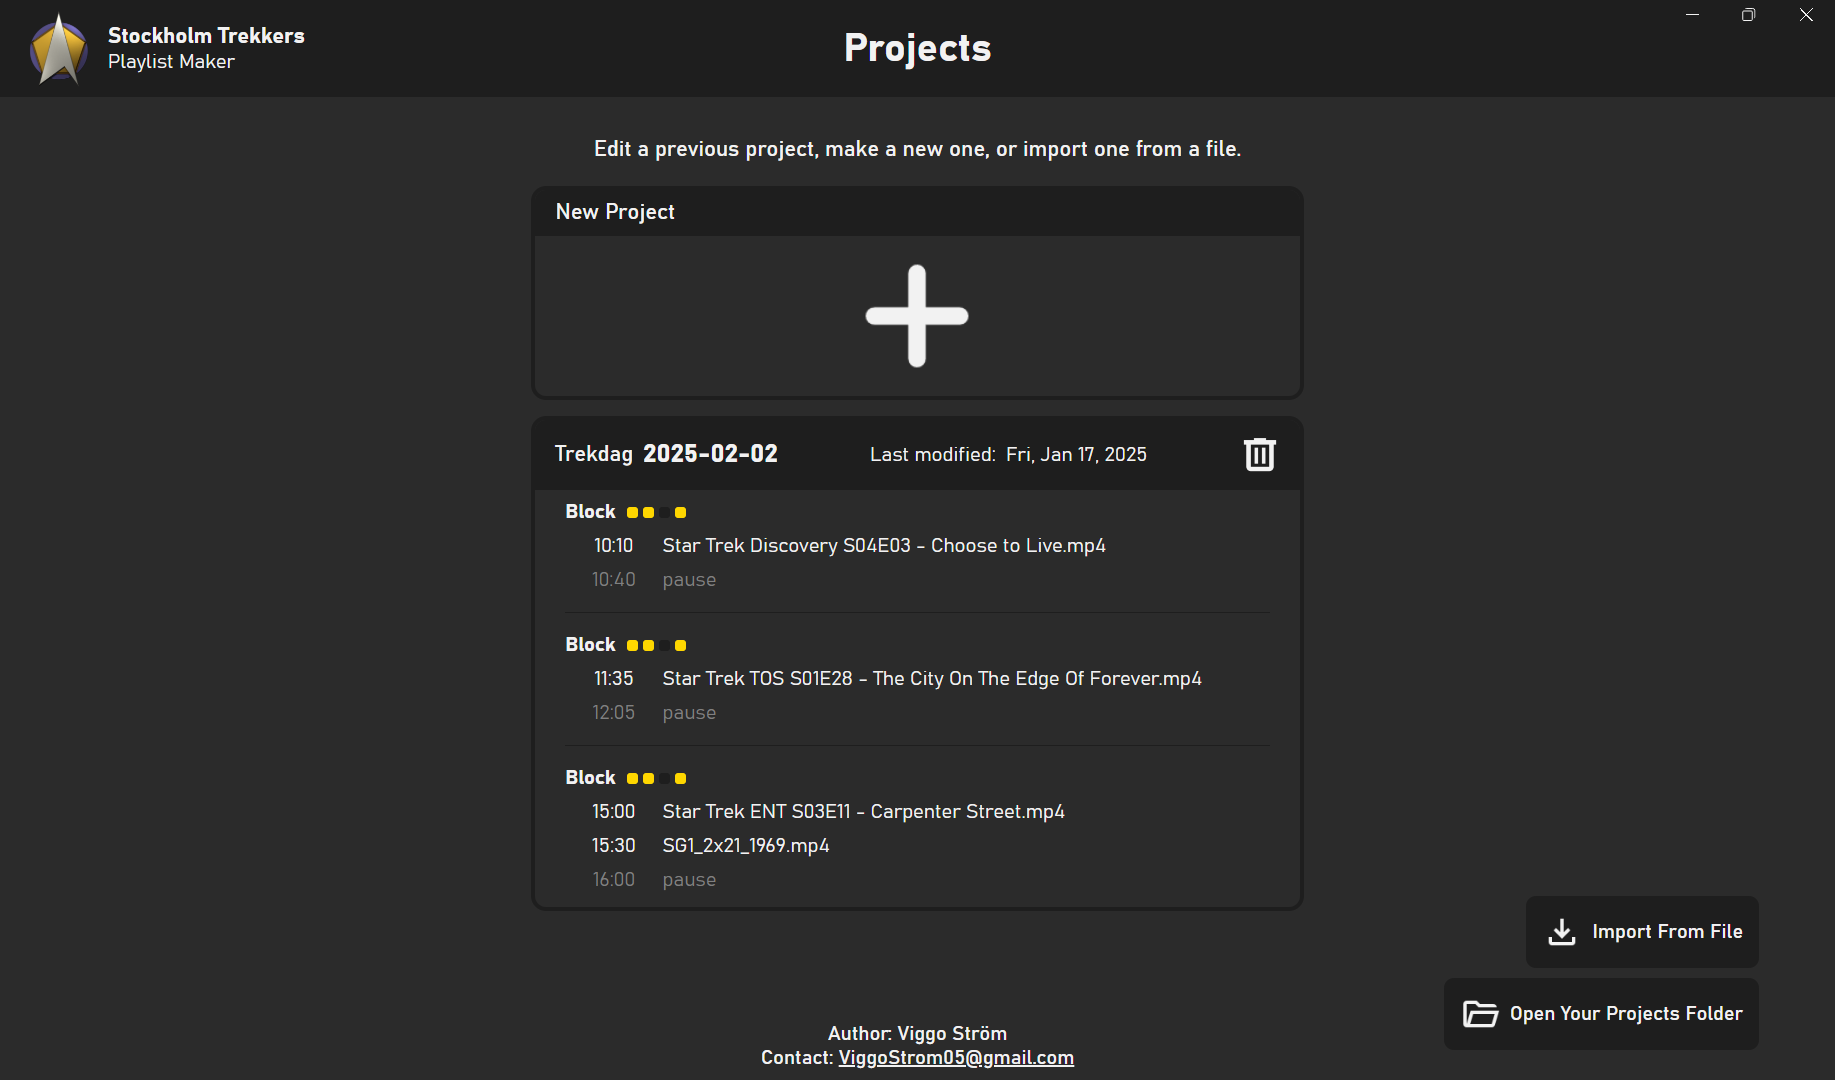 Stockholm Trekkers
Playlist Maker
Projects
Edit a previous project, make a new one, or import one from a file.
New Project
Trekdag 2025-02-02 Last modified: Fri, Jan 17, 2025
Block
10:10 Star Trek Discovery S04E03 - Choose to Live.mp4
10:40 pause
Block
11:35 Star Trek TOS S01E28 - The City On The Edge Of Forever.mp4
12:05 pause
Block
15:00 Star Trek ENT S03E11 - Carpenter Street.mp4
15:30 SG1_2x21_1969.mp4
16:00 pause
Import From File
Open Your Projects Folder
Author: Viggo Ström
Contact: ViggoStrom05@gmail.com